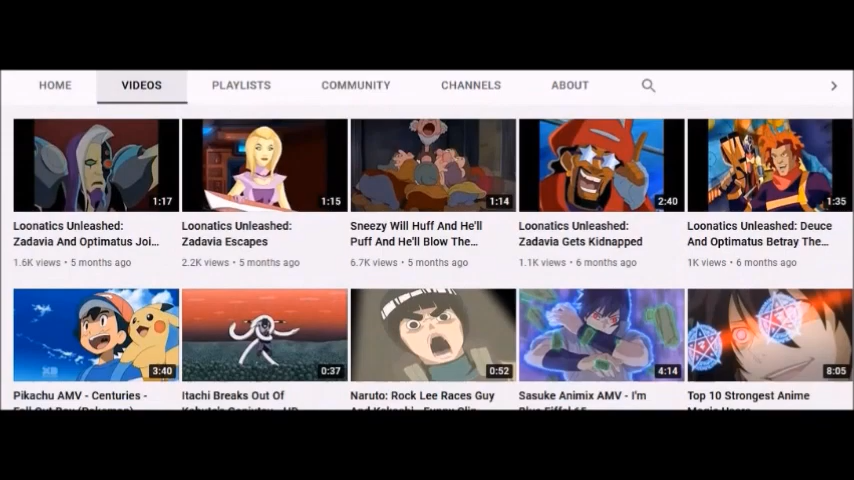 HOME VIDEOS PLAYLISTS COMMUNITY CHANNELS ABOUT
1:17 1:15 1:14 2:40 1:35
Loonatics Unleashed: Loonatics Unleashed: Sneezy Will Huff And He'll Loonatics Unleashed: Loonatics Unleashed: Deuce
Zadavia And Optimatus Joi... Zadavia Escapes Puff And He'll Blow The... Zadavia Gets Kidnapped And Optimatus Betray The...
1.6K views • 5 months ago 2.2K views • 5 months ago 6.7K views • 5 months ago 1.1K views • 6 months ago 1K views • 6 months ago
XD 3:40 0:37 0:52 4:14 8:05
Pikachu AMV - Centuries - Itachi Breaks Out Of Naruto: Rock Lee Races Guy Sasuke Animix AMV - I'm Top 10 Strongest Anime